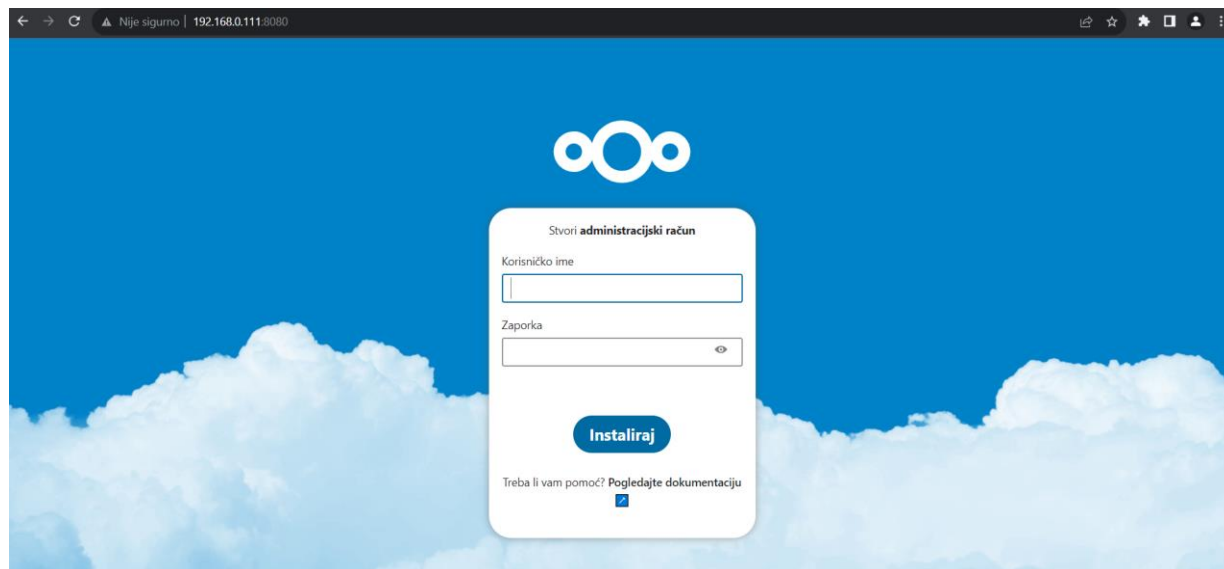 Nije sigurno | 192.168.0.111:8080
Stvori administracijski račun
Korisničko ime
Zaporka
Instaliraj
Treba li vam pomoć? Pogledajte dokumentaciju